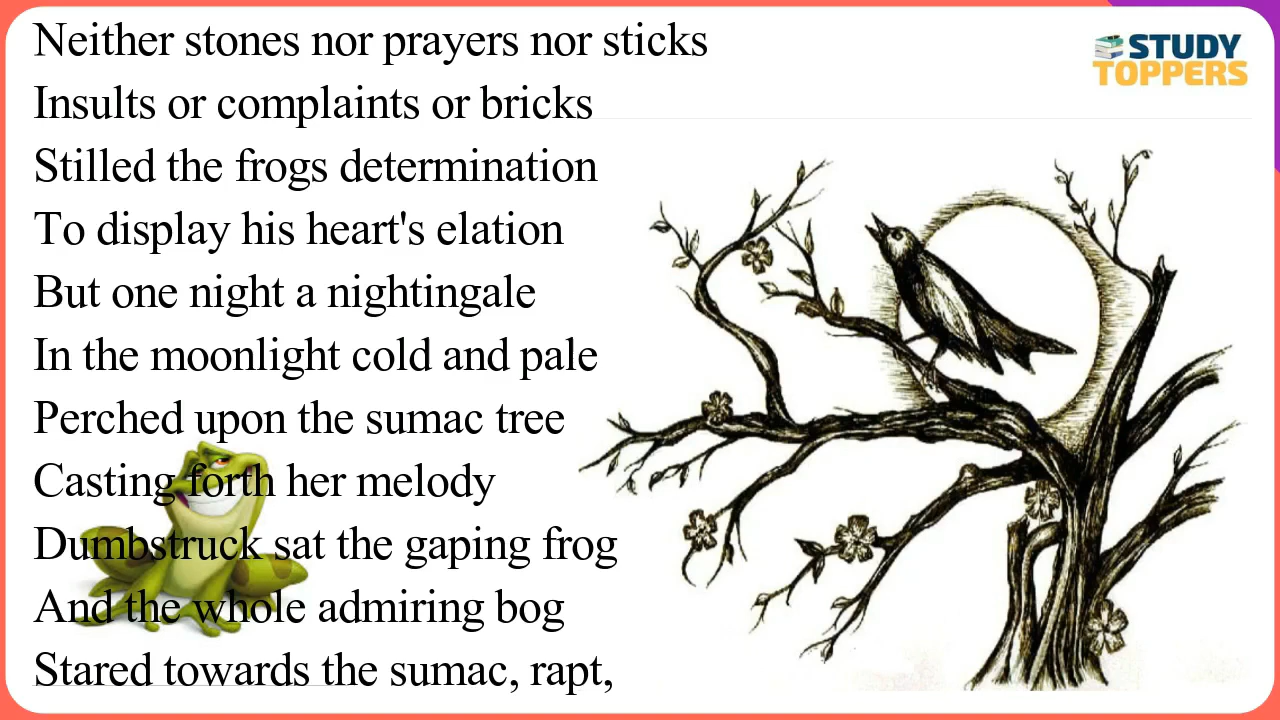 Neither stones nor prayers nor sticks
Insults or complaints or bricks
Stilled the frogs determination
To display his heart's elation
But one night a nightingale
In the moonlight cold and pale
Perched upon the sumac tree
Casting forth her melody
Dumbstruck sat the gaping frog
And the whole admiring bog
Stared towards the sumac, rapt,
STUDY
TOPPERS